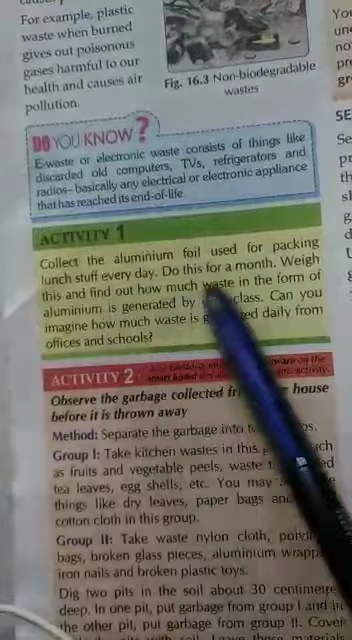 For example, plastic
waste when burned
gives out poisonous
gases harmful to our
health and causes air
pollution.
Fig. 16.3 Non-biodegradable
wastes
DO YOU KNOW?
E-waste or electronic waste consists of things like
discarded old computers, TVs, refrigerators and
radios– basically any electrical or electronic appliance
that has reached its end-of-life
ACTIVITY 1
Collect the aluminium foil used for packing
lunch stuff every day. Do this for a month. Weigh
this and find out how much waste in the form of
aluminium is generated by class. Can you
imagine how much waste is daily from
offices and schools?
ACTIVITY 2
on the
smart board activity.
Observe the garbage collected house
before it is thrown away
Method: Separate the garbage into
Group I: Take kitchen wastes in this
as fruits and vegetable peels, waste
tea leaves, egg shells, etc. You may
things like dry leaves, paper bags and
cotton cloth in this group.
Group II: Take waste nylon cloth,
bags, broken glass pieces, aluminium
iron nails and broken plastic toys.
Dig two pits in the soil about 30 centimetre
deep. In one pit, put garbage from group I and in
the other pit, put garbage from group II. Cover